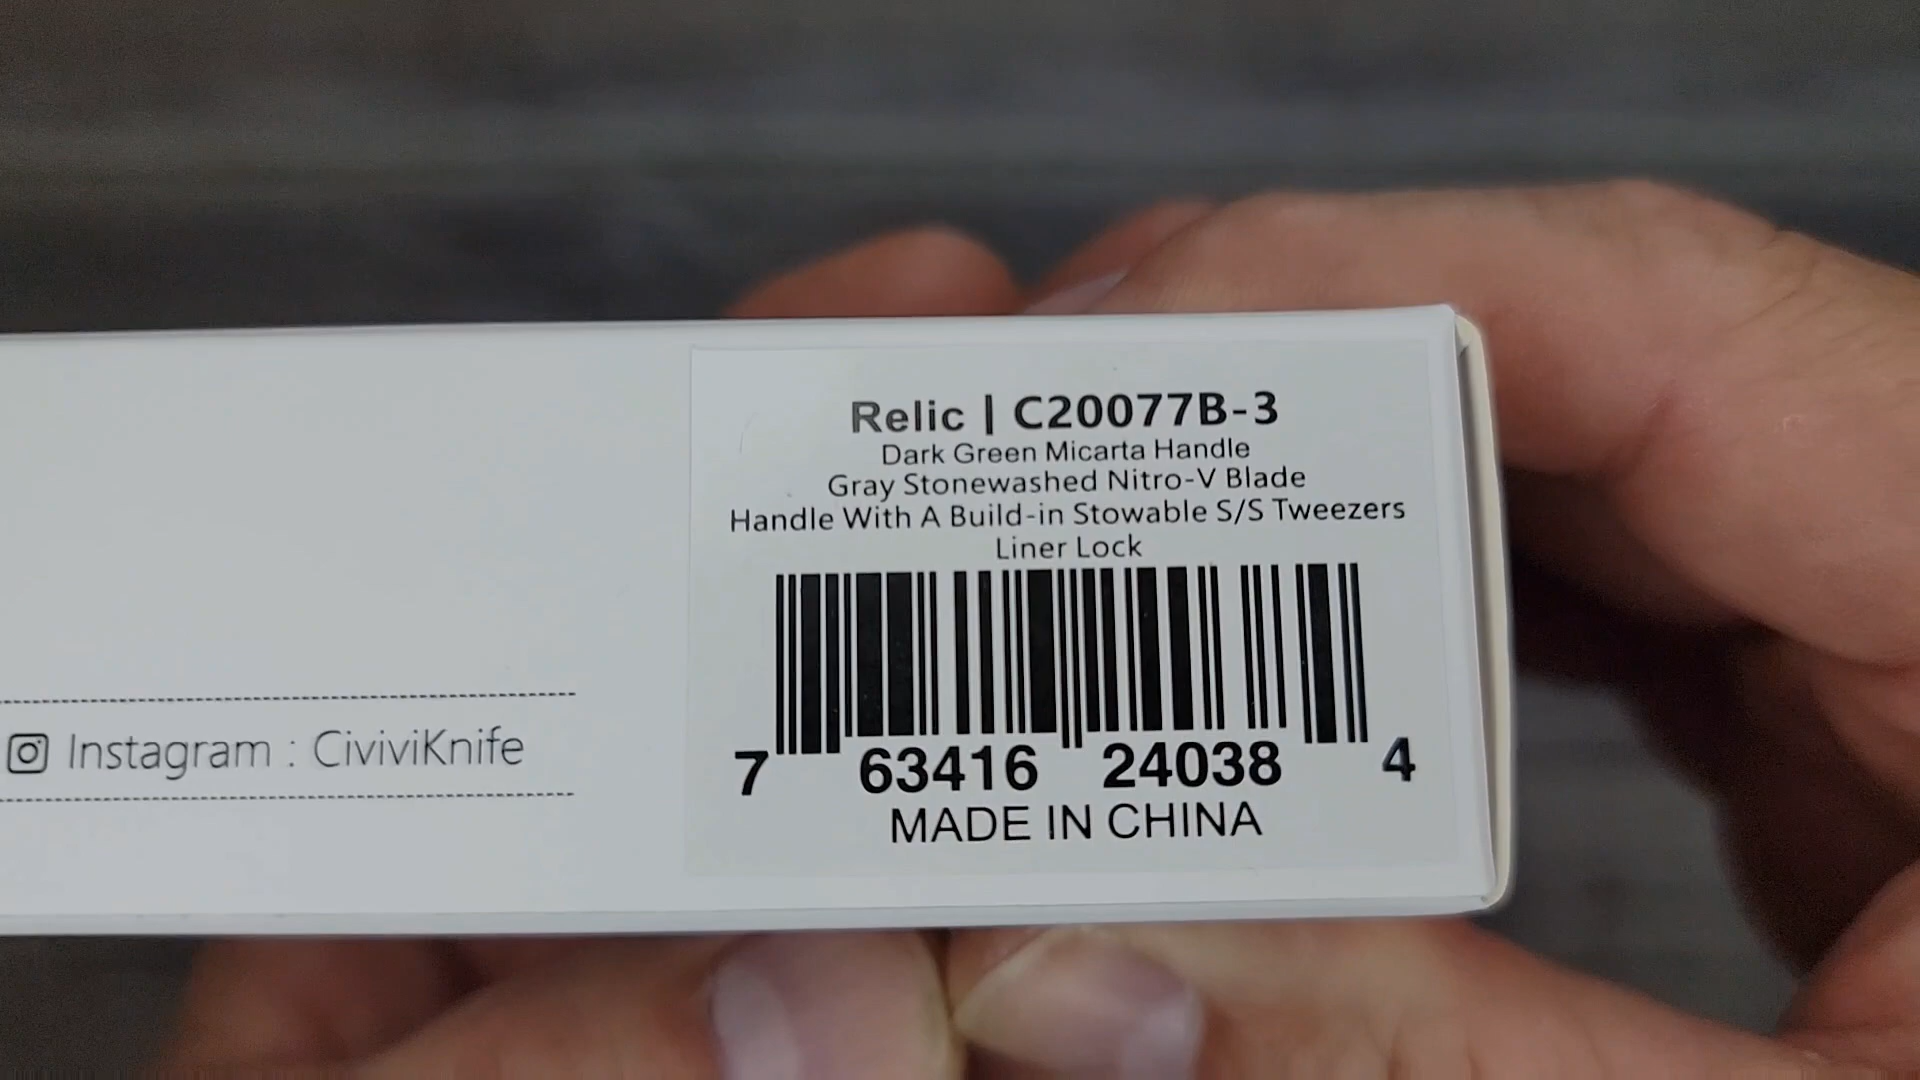 Relic | C20077B-3
Dark Green Micarta Handle
Gray Stonewashed Nitro-V Blade
Handle With A Build-in Stowable S/S Tweezers
Liner Lock
7 63416 24038 4
MADE IN CHINA
Instagram : CiviviKnife